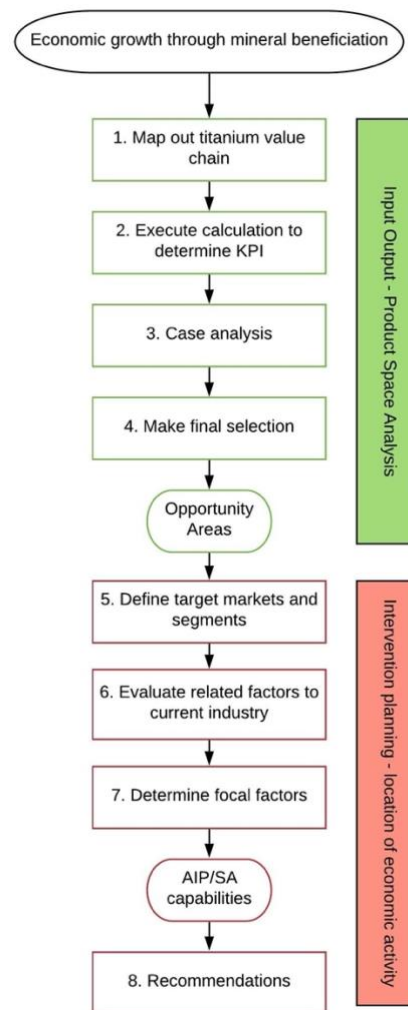 Economic growth through mineral beneficiation
1. Map out titanium value
chain
2. Execute calculation to
determine KPI
3. Case analysis
4. Make final selection
Opportunity
Areas
Input Output - Product Space Analysis
5. Define target markets and
segments
6. Evaluate related factors to
current industry
7. Determine focal factors
AIP/SA
capabilities
8. Recommendations
Intervention planning - location of economic activity